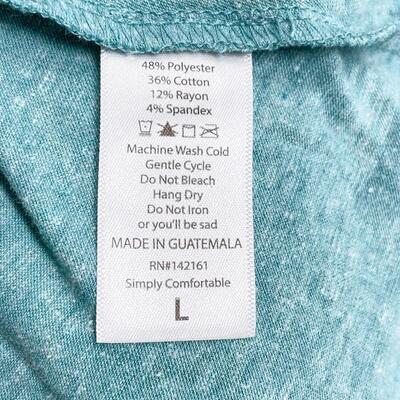 48% Polyester
36% Cotton
12% Rayon
4% Spandex
Machine Wash Cold
Gentle Cycle
Do Not Bleach
Hang Dry
Do Not Iron
or you'll be sad
MADE IN GUATEMALA
RN#142161
Simply Comfortable
L